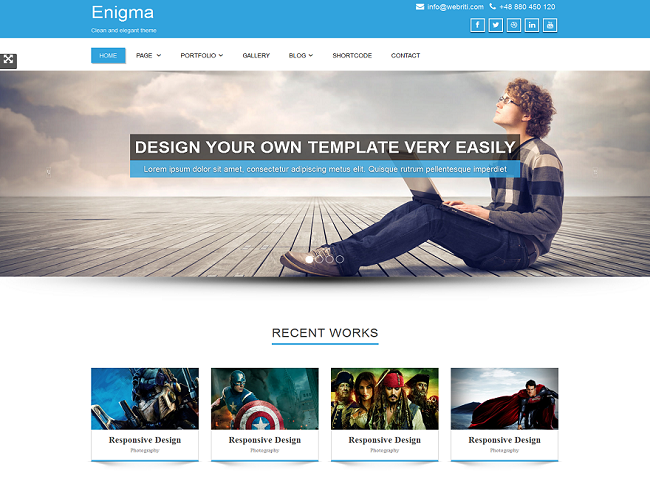 Enigma
Clean and elegant theme
info@webriti.com +48 880 450 120
HOME PAGE PORTFOLIO GALLERY BLOG SHORTCODE CONTACT
DESIGN YOUR OWN TEMPLATE VERY EASILY
Lorem ipsum dolor sit amet, consectetur adipiscing metus elit. Quisque rutrum pellentesque imperdiet
RECENT WORKS
Responsive Design Responsive Design Responsive Design Responsive Design
Photography Photography Photography Photography